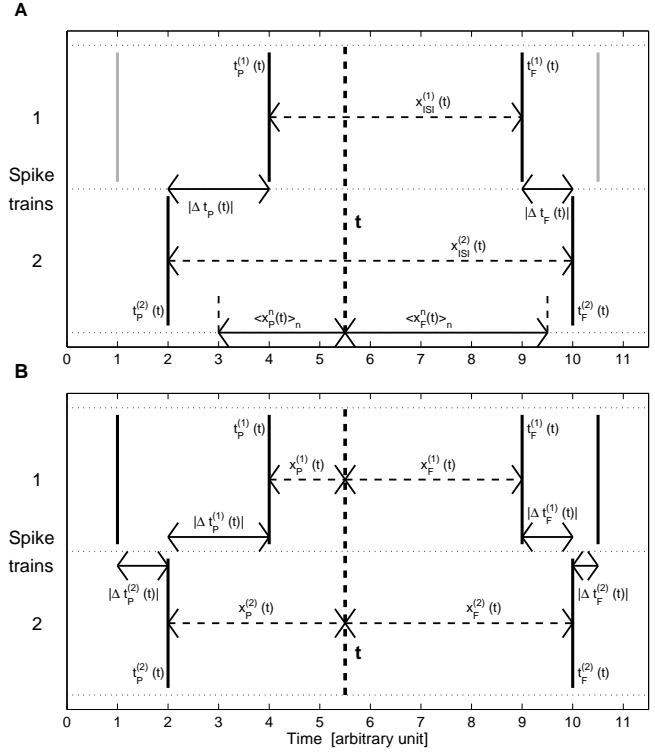 A
t_P^(1) (t)
t_F^(1) (t)
x_ISI^(1) (t)
1
Spike
trains
|Δ t_P (t)|
|Δ t_F (t)|
t
x_ISI^(2) (t)
2
t_P^(2) (t)
<x_P^n(t)>_n
<x_F^n(t)>_n
t_F^(2) (t)
0 1 2 3 4 5 6 7 8 9 10 11
B
t_P^(1) (t)
t_F^(1) (t)
x_P^(1) (t)
x_F^(1) (t)
1
|Δ t_P^(1) (t)|
|Δ t_F^(1) (t)|
Spike
trains
|Δ t_P^(2) (t)|
|Δ t_F^(2) (t)|
x_P^(2) (t)
x_F^(2) (t)
2
t
t_P^(2) (t)
t_F^(2) (t)
0 1 2 3 4 5 6 7 8 9 10 11
Time [arbitrary unit]